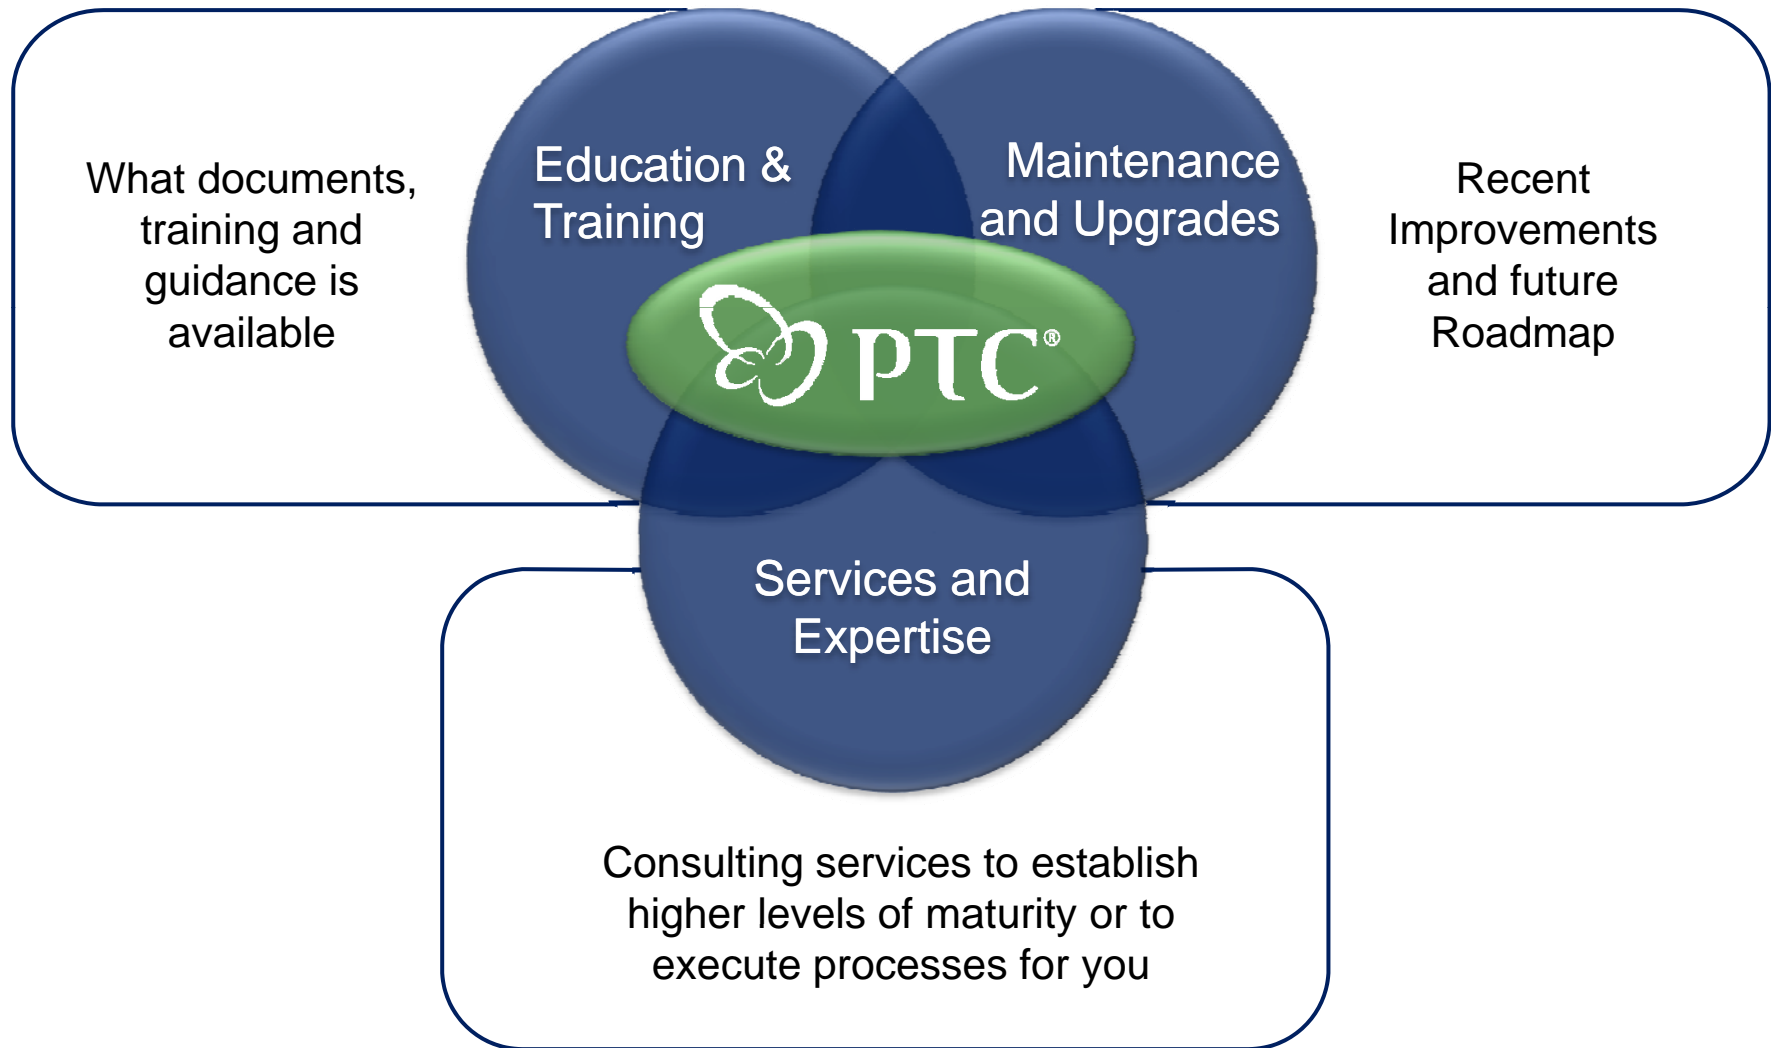 What documents,
training and
guidance is
available
Education &
Training
Maintenance
and Upgrades
Recent
Improvements
and future
Roadmap
PTC®
Services and
Expertise
Consulting services to establish
higher levels of maturity or to
execute processes for you